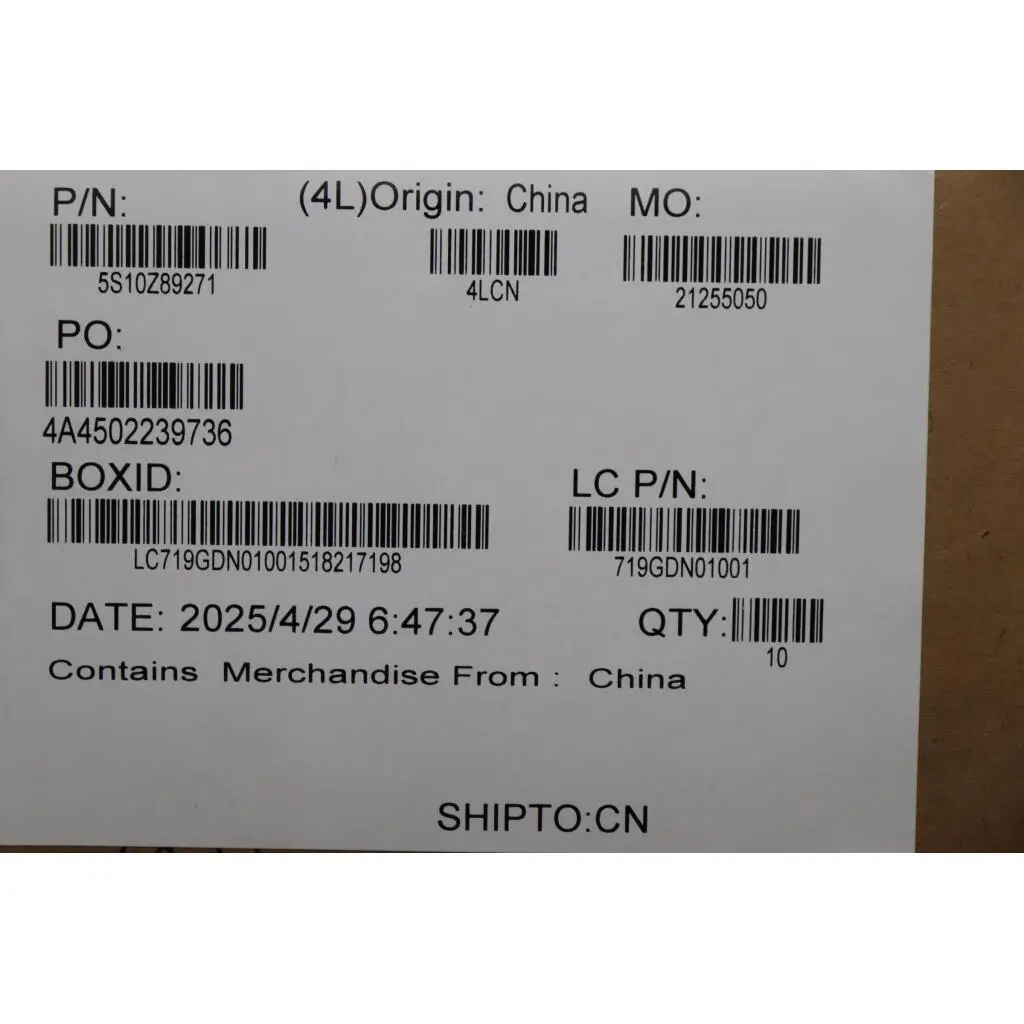 P/N:
(4L)Origin: China
MO:
5S10Z89271
4LCN
21255050
PO:
4A4502239736
BOXID:
LC P/N:
LC719GDN01001518217198
719GDN01001
DATE: 2025/4/29 6:47:37
QTY:
10
Contains Merchandise From : China
SHIPTO:CN